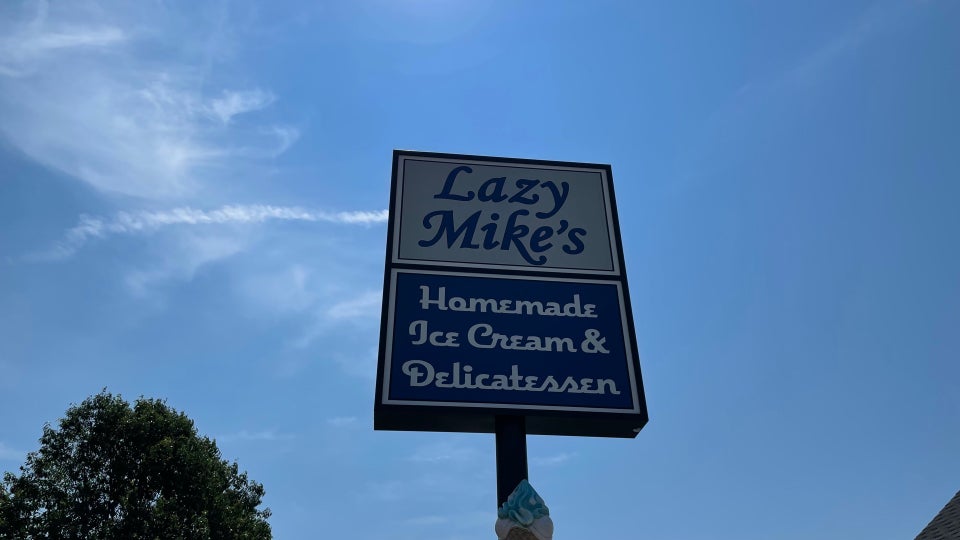 Lazy
Mike's
Homemade
Ice Cream &
Delicatessen